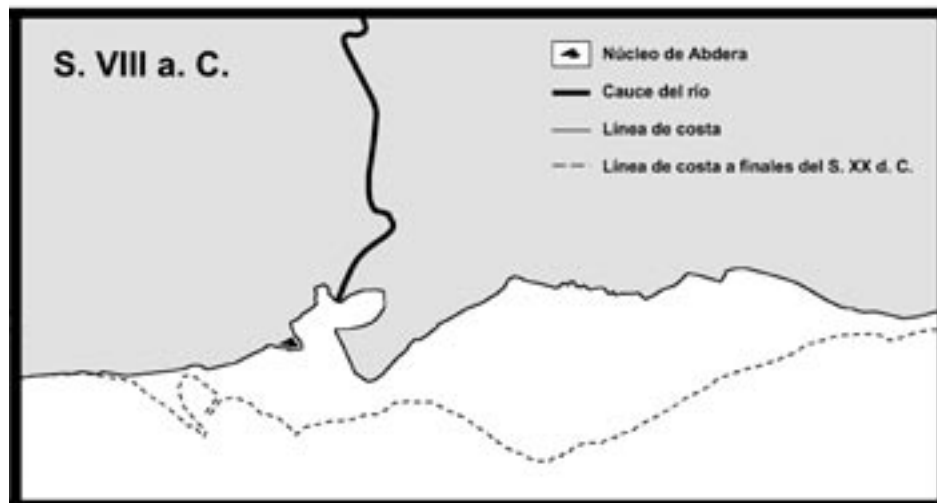 S. VIII a. C.
Núcleo de Abdera
Cauce del río
Línea de costa
Línea de costa a finales del S. XX d. C.